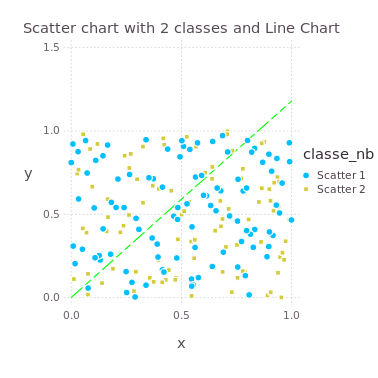 Scatter chart with 2 classes and Line Chart
1.5
1.0
0.5
0.0
y
0.0
0.5
1.0
x
classe_nb
Scatter 1
Scatter 2